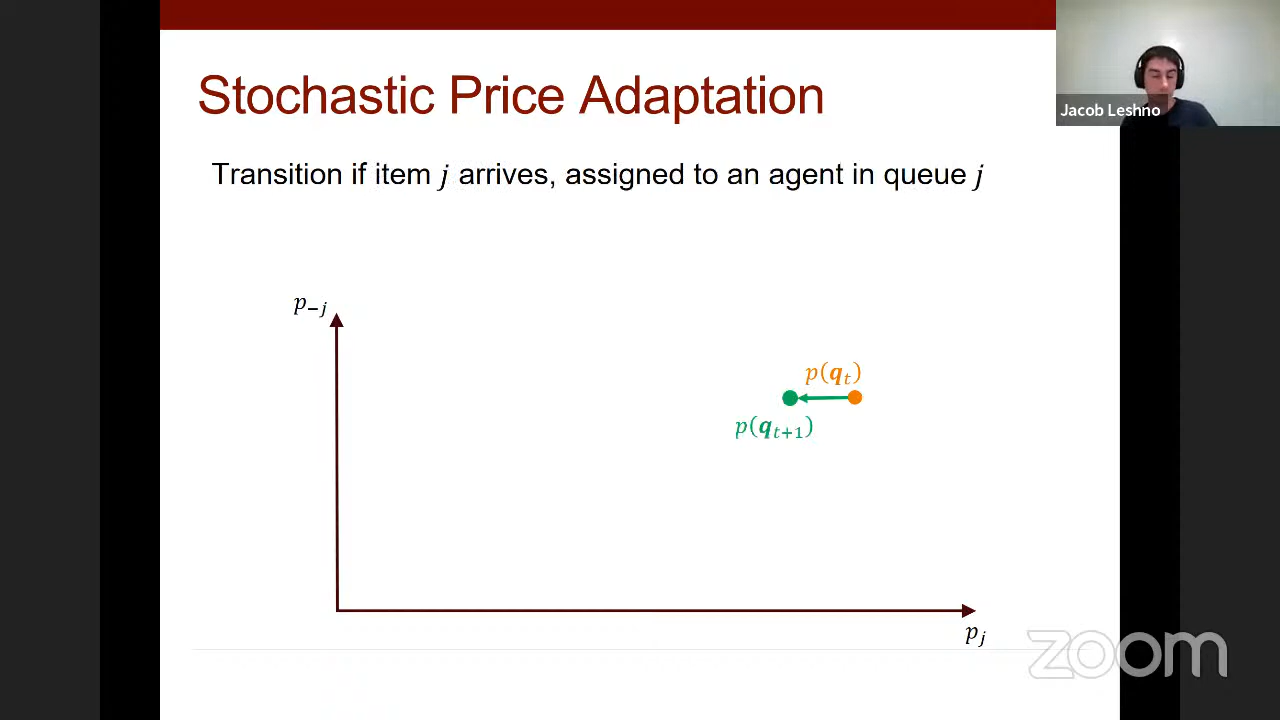 Stochastic Price Adaptation
Jacob Leshno
Transition if item j arrives, assigned to an agent in queue j
p₋ⱼ
p(𝒒ₜ)
p(𝒒ₜ₊₁)
pⱼ
zoom